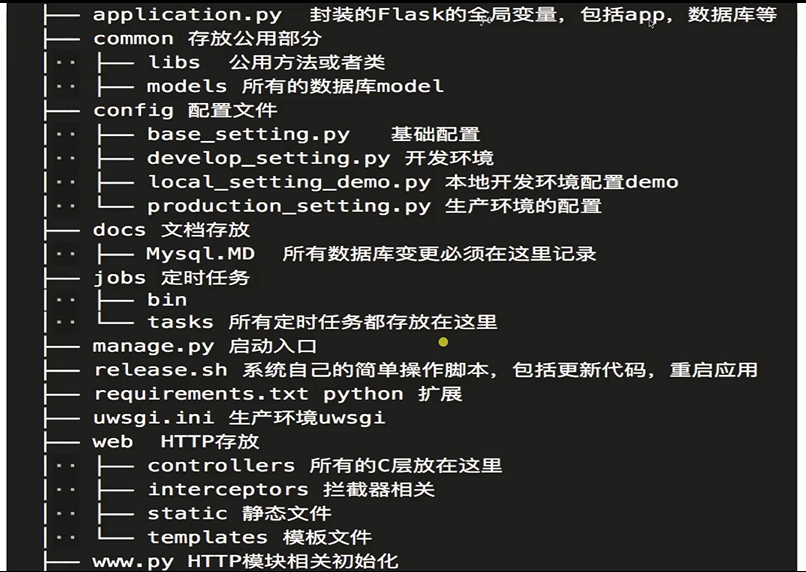 ├── application.py  封装的Flask的全局变量，包括app，数据库等
├── common 存放公用部分
│·· ├── libs  公用方法或者类
│·· ├── models 所有的数据库model
├── config 配置文件
│·· ├── base_setting.py   基础配置
│·· ├── develop_setting.py 开发环境
│·· ├── local_setting_demo.py 本地开发环境配置demo
│·· └── production_setting.py 生产环境的配置
├── docs 文档存放
│·· ├── Mysql.MD  所有数据库变更必须在这里记录
├── jobs 定时任务
│·· ├── bin
│·· └── tasks 所有定时任务都存放在这里
├── manage.py 启动入口
├── release.sh 系统自己的简单操作脚本，包括更新代码，重启应用
├── requirements.txt python 扩展
├── uwsgi.ini 生产环境uwsgi
├── web  HTTP存放
│·· ├── controllers 所有的C层放在这里
│·· ├── interceptors 拦截器相关
│·· ├── static 静态文件
│·· └── templates 模板文件
├── www.py HTTP模块相关初始化